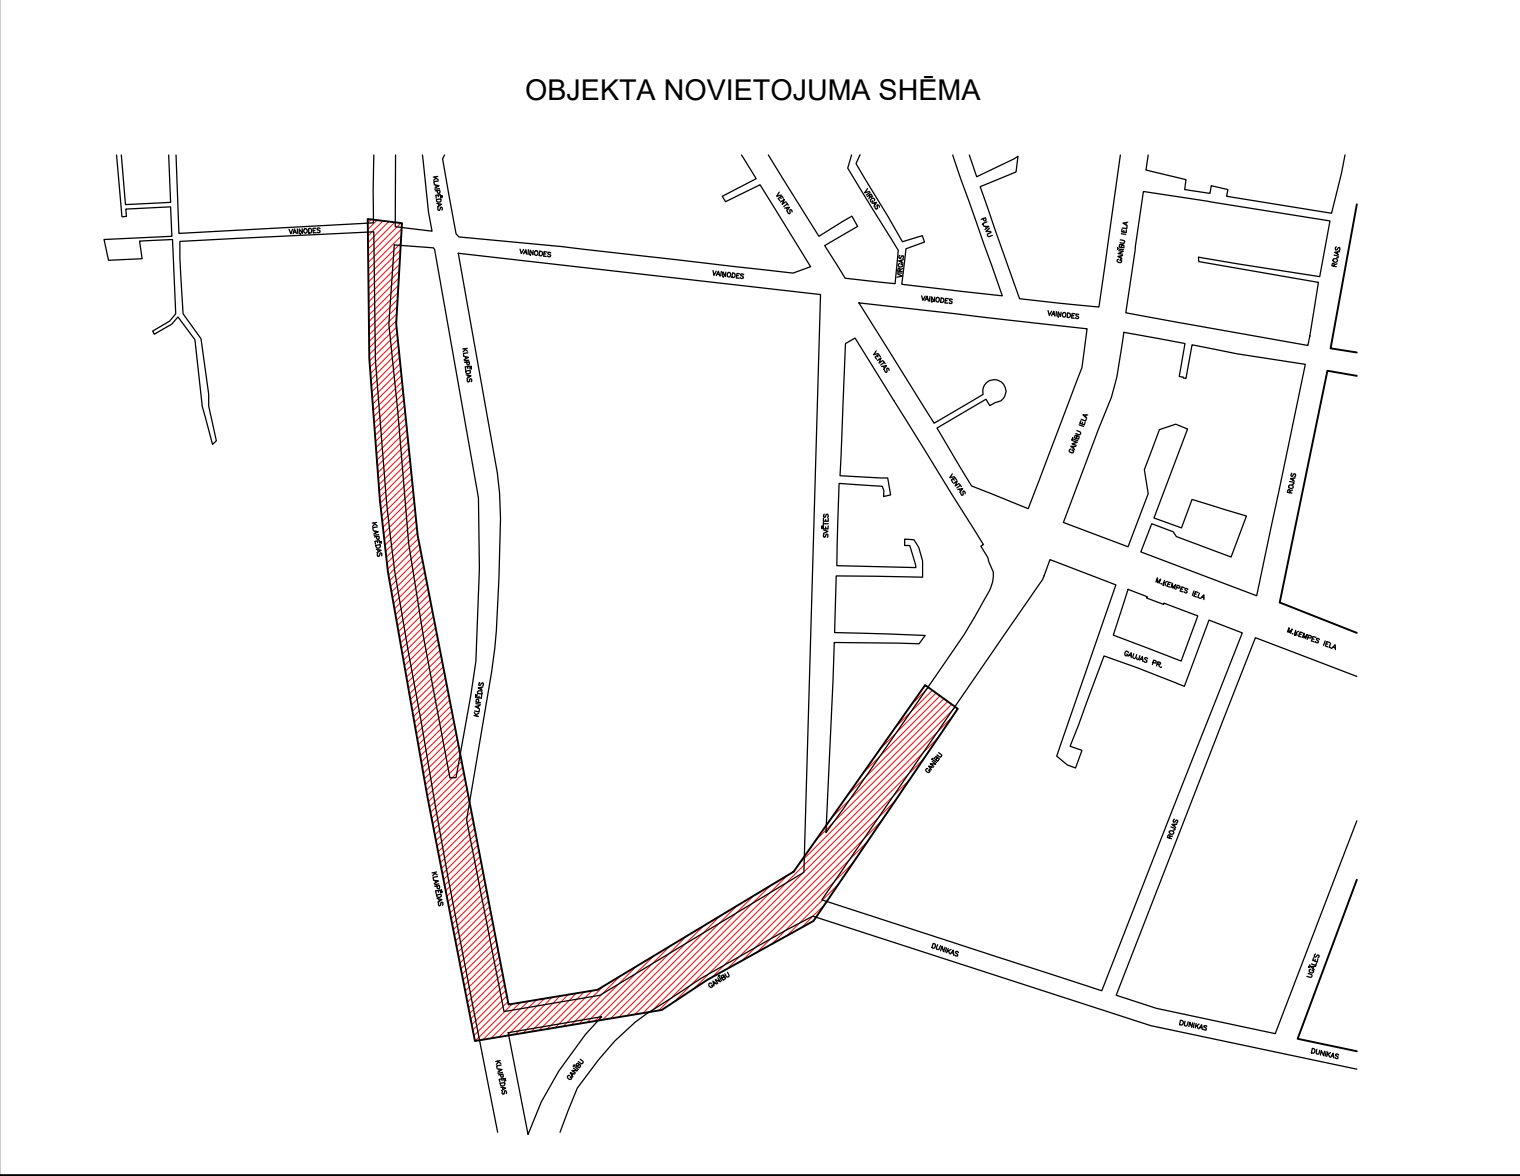 OBJEKTA NOVIETOJUMA SHĒMA
KLAIPĒDAS
VENTAS
VIRGAS
PLAVU
GANĪBU IELA
ROJAS
VAIŅODES
VAIŅODES
VAIŅODES
VIRGAS
VAIŅODES
VAIŅODES
KLAIPĒDAS
VENTAS
GANĪBU IELA
VENTAS
ROJAS
KLAIPĒDAS
SVĒTES
M.ĶEMPES IELA
M.ĶEMPES IELA
GAUJAS PR.
KLAIPĒDAS
GANĪBU
ROJAS
KLAIPĒDAS
DUNIKAS
UGĀLES
GANĪBU
DUNIKAS
DUNIKAS
KLAIPĒDAS
GANĪBU